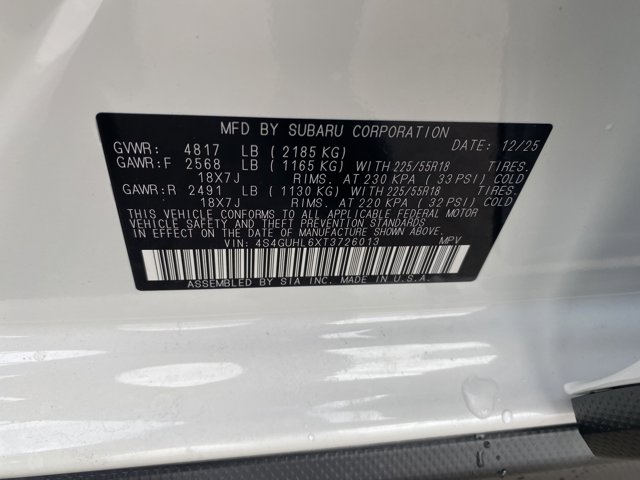 MFD BY SUBARU CORPORATION DATE: 12/25
GVWR: 4817 LB (2185 KG)
GAWR:F 2568 LB (1165 KG) WITH 225/55R18 TIRES.
18X7J RIMS. AT 230 KPA (33 PSI) COLD
GAWR:R 2491 LB (1130 KG) WITH 225/55R18 TIRES.
18X7J RIMS. AT 220 KPA (32 PSI) COLD
THIS VEHICLE CONFORMS TO ALL APPLICABLE FEDERAL MOTOR
VEHICLE SAFETY AND THEFT PREVENTION STANDARDS
IN EFFECT ON THE DATE OF MANUFACTURE SHOWN ABOVE.
VIN: 4S4GUHL6XT3726013 MPV
ASSEMBLED BY SIA INC. MADE IN U.S.A.